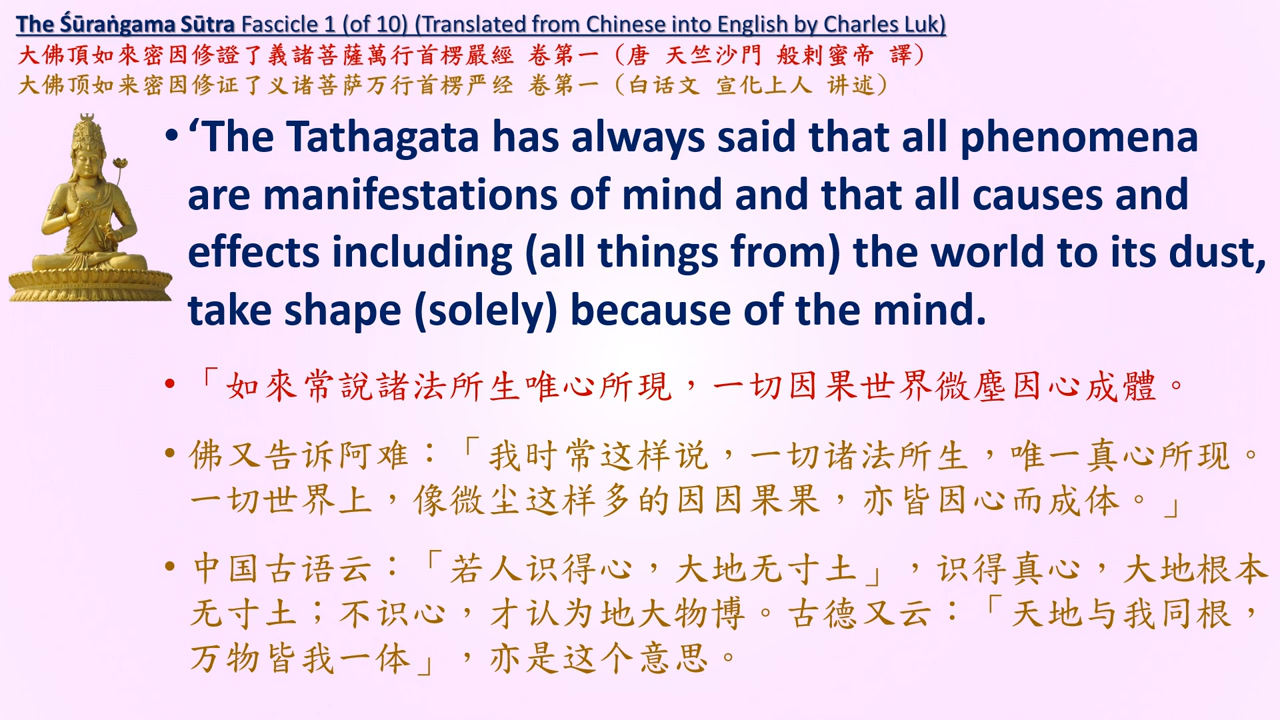 The Śūraṅgama Sūtra Fascicle 1 (of 10) (Translated from Chinese into English by Charles Luk)
大佛頂如來密因修證了義諸菩薩萬行首楞嚴經 卷第一（唐 天竺沙門 般剌蜜帝 譯）
大佛顶如来密因修证了义诸菩萨万行首楞严经 卷第一（白话文 宣化上人 讲述）
• ‘The Tathagata has always said that all phenomena
are manifestations of mind and that all causes and
effects including (all things from) the world to its dust,
take shape (solely) because of the mind.
• 「如來常說諸法所生唯心所現，一切因果世界微塵因心成體。
• 佛又告诉阿难：「我时常这样说，一切诸法所生，唯一真心所现。
一切世界上，像微尘这样多的因因果果，亦皆因心而成体。」
• 中国古语云：「若人识得心，大地无寸土」，识得真心，大地根本
无寸土；不识心，才认为地大物博。古德又云：「天地与我同根，
万物皆我一体」，亦是这个意思。